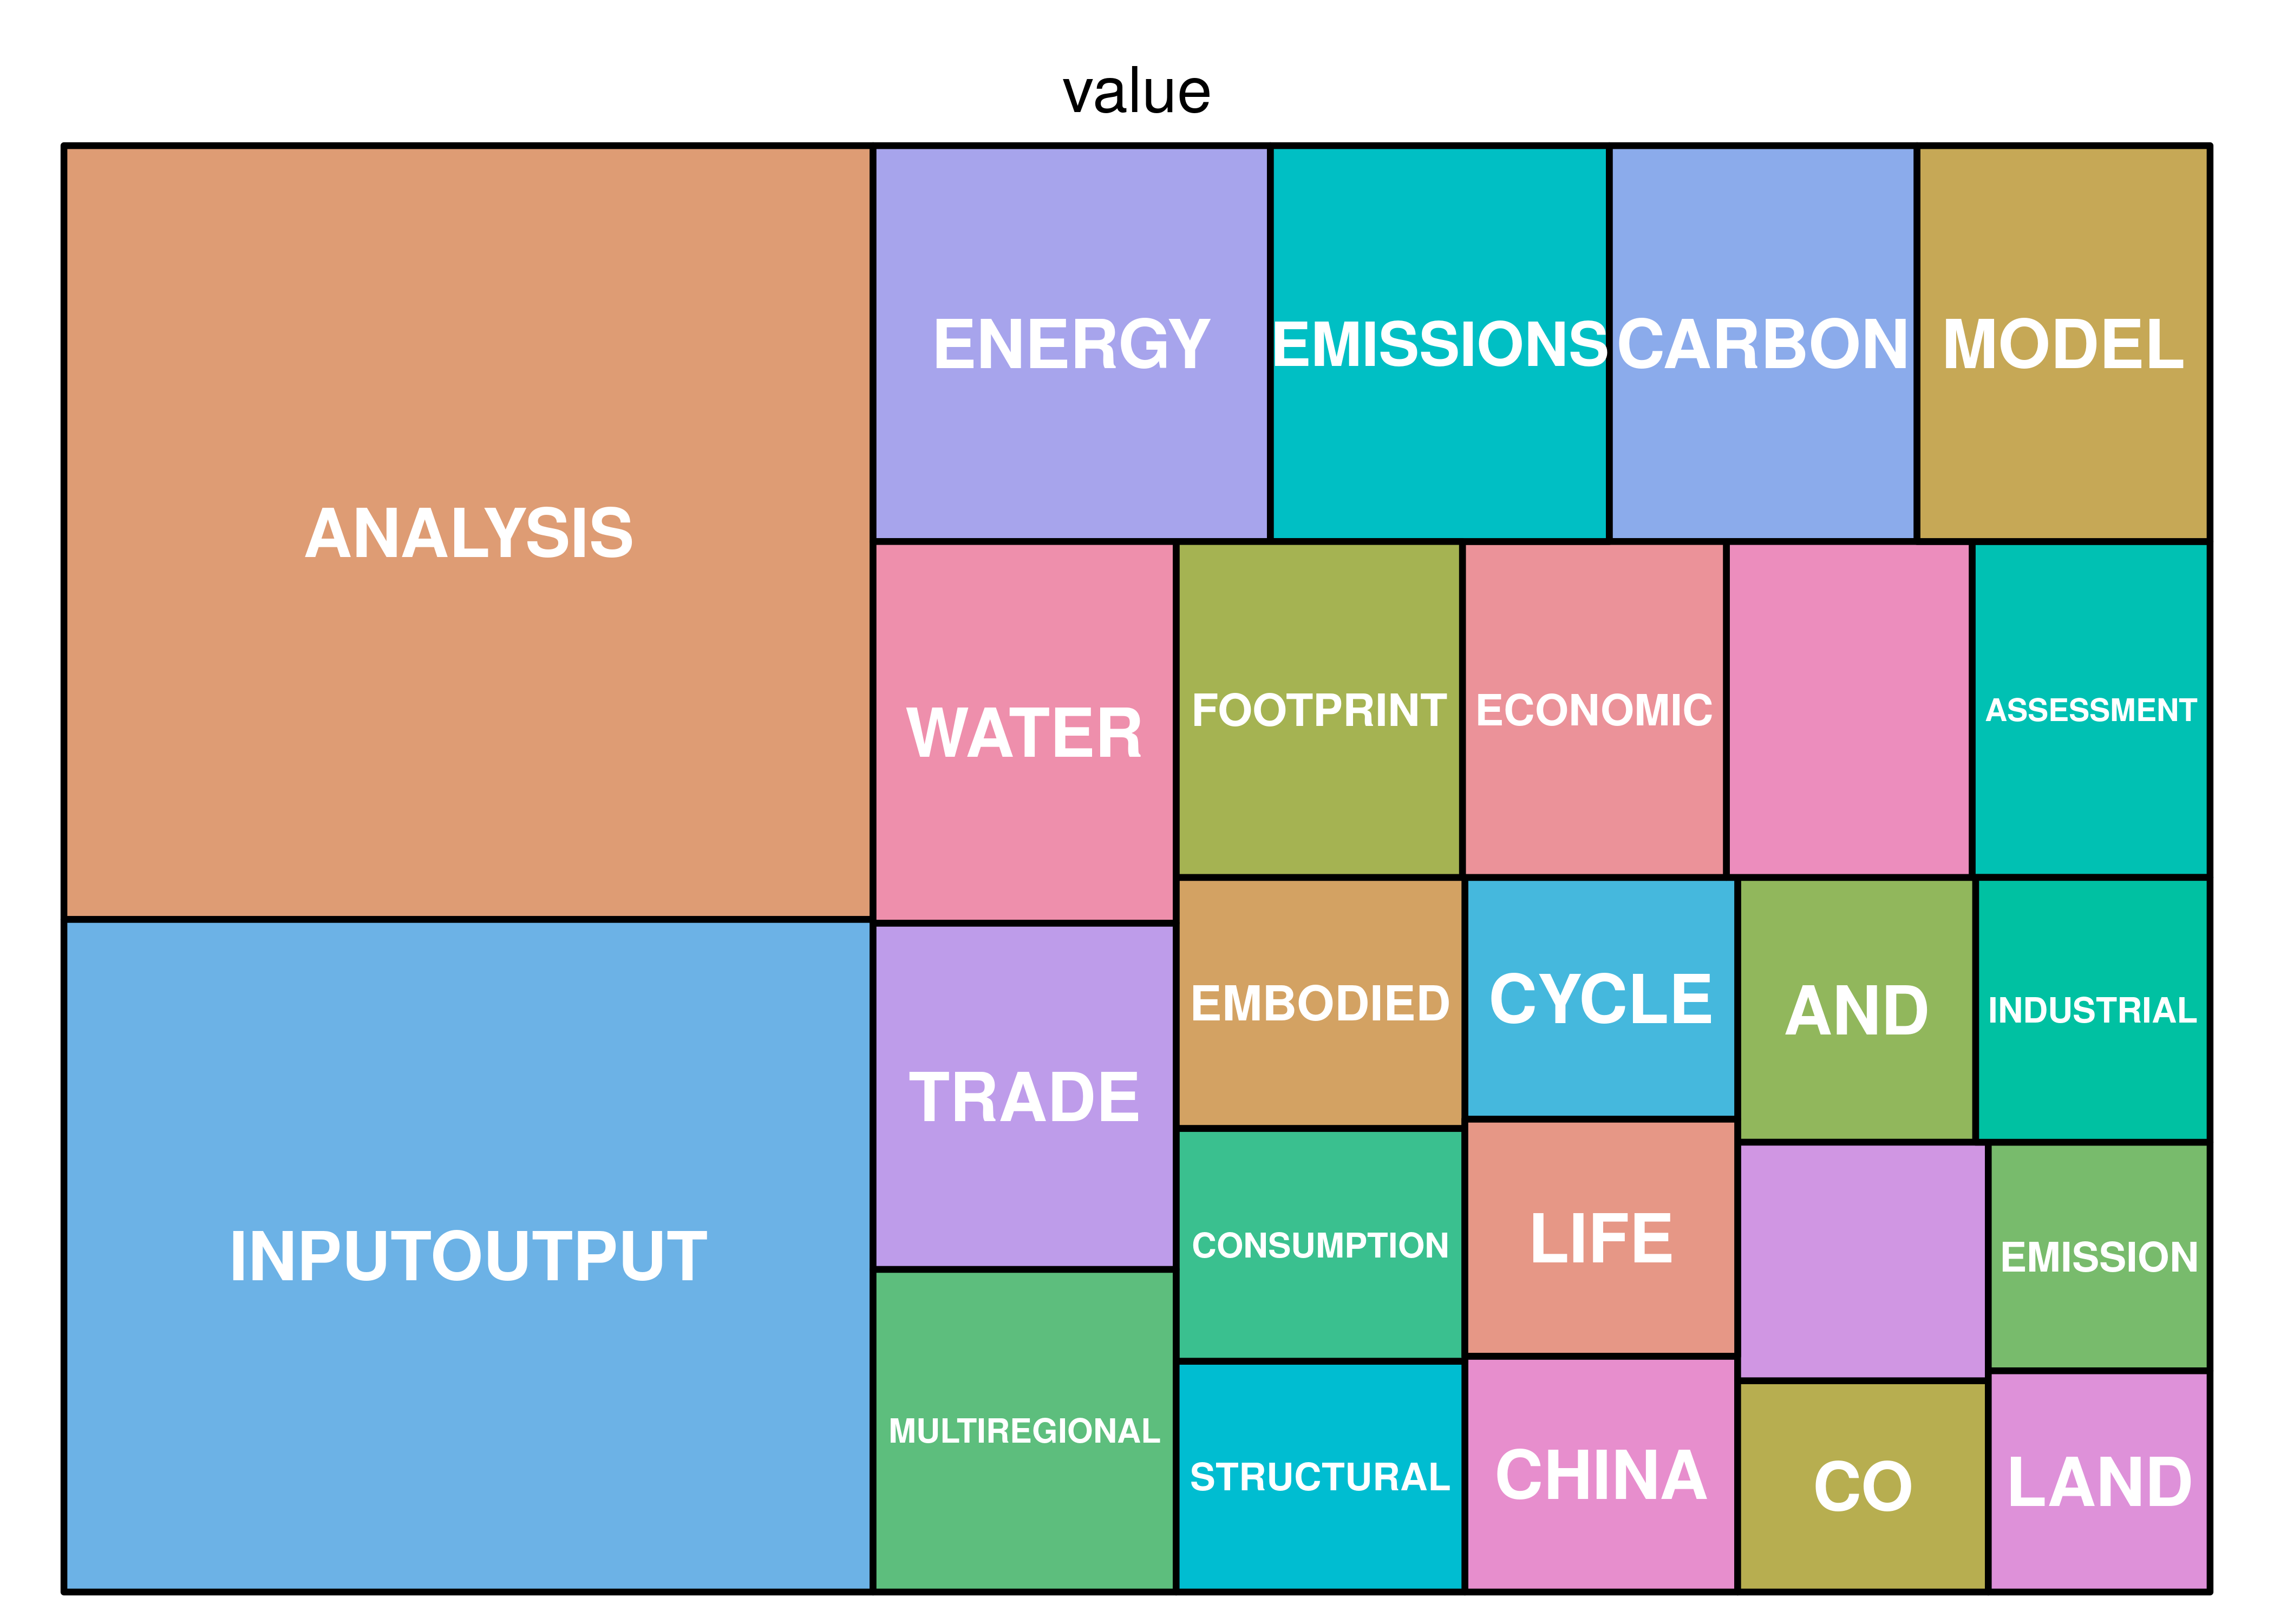 value
ANALYSIS
INPUTOUTPUT
ENERGY
EMISSIONS
CARBON
MODEL
WATER
FOOTPRINT
ECONOMIC
ASSESSMENT
TRADE
EMBODIED
CYCLE
AND
INDUSTRIAL
MULTIREGIONAL
CONSUMPTION
LIFE
EMISSION
STRUCTURAL
CHINA
CO
LAND